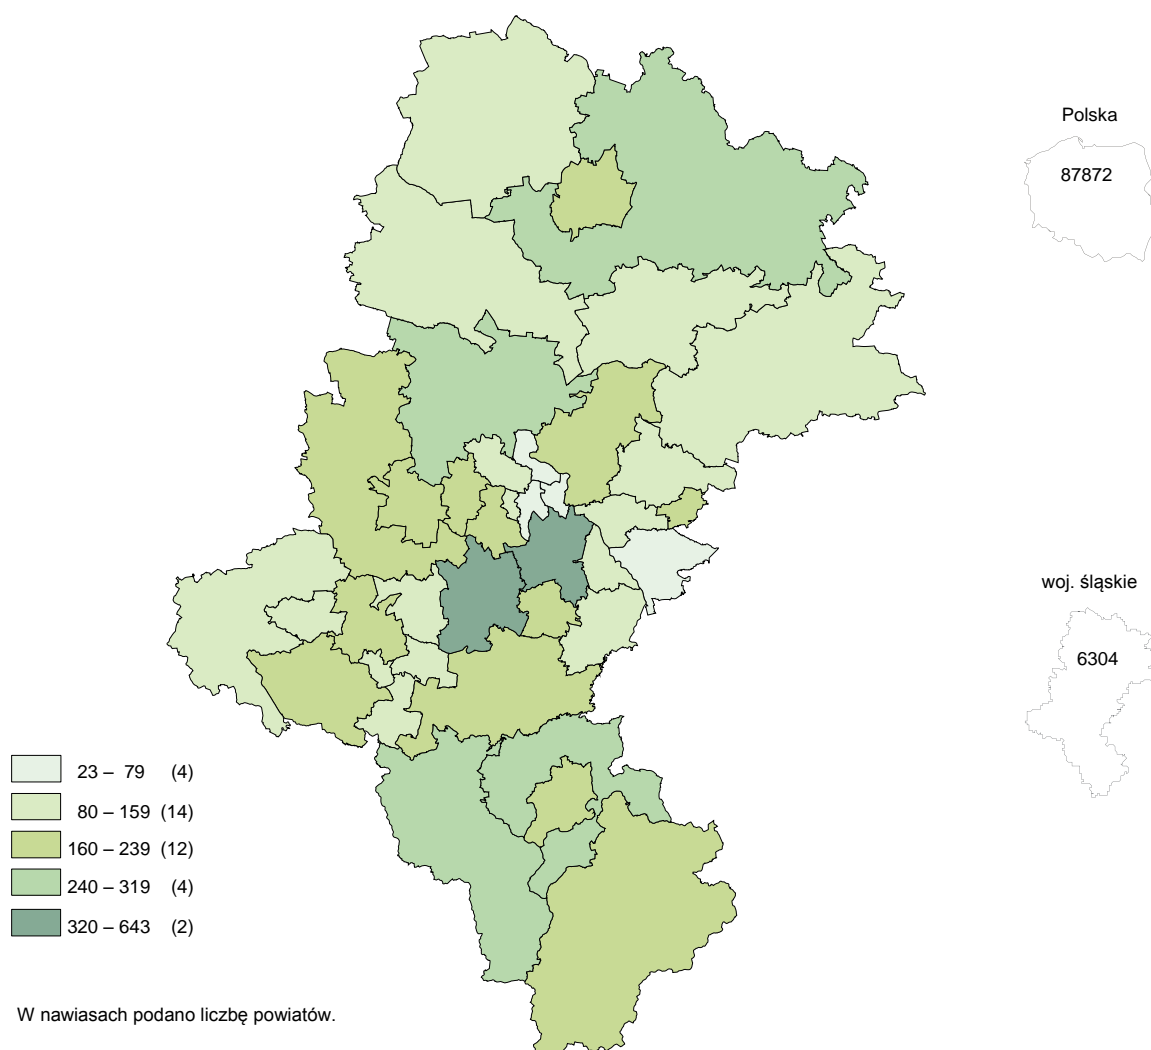 Polska
87872
woj. śląskie
6304
23 – 79 (4)
80 – 159 (14)
160 – 239 (12)
240 – 319 (4)
320 – 643 (2)
W nawiasach podano liczbę powiatów.